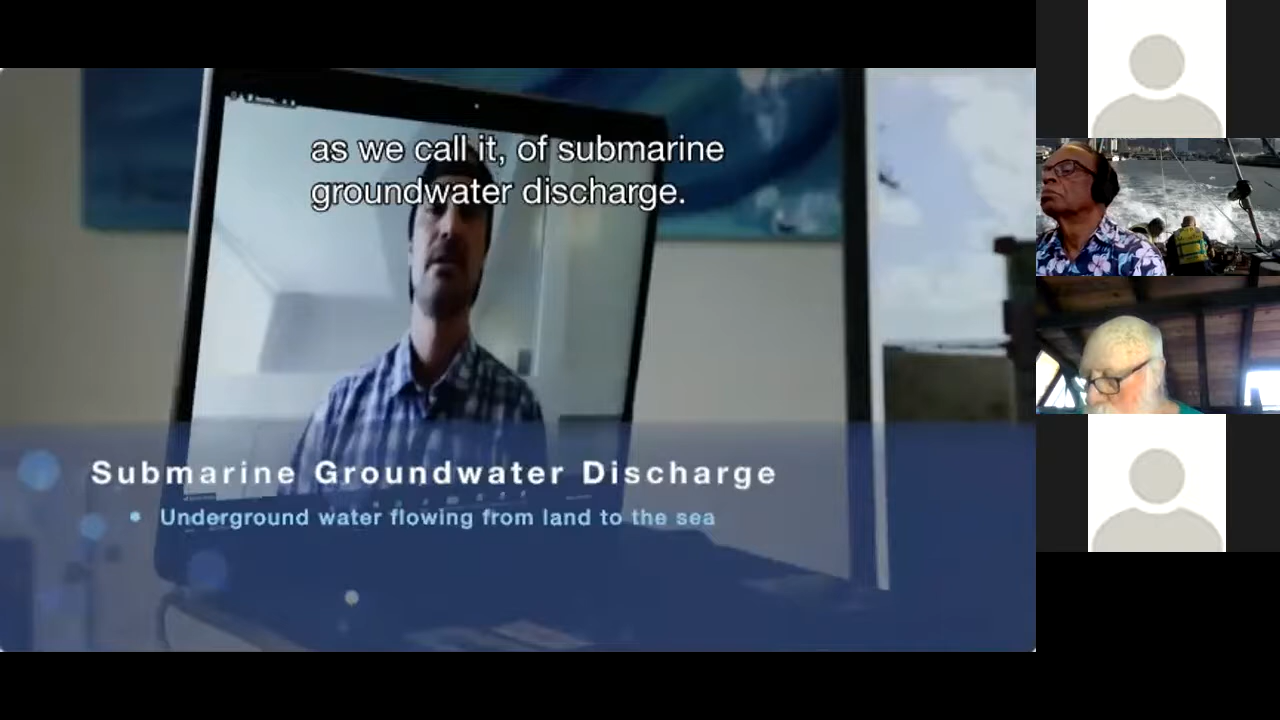 as we call it, of submarine
groundwater discharge.
Submarine Groundwater Discharge
• Underground water flowing from land to the sea